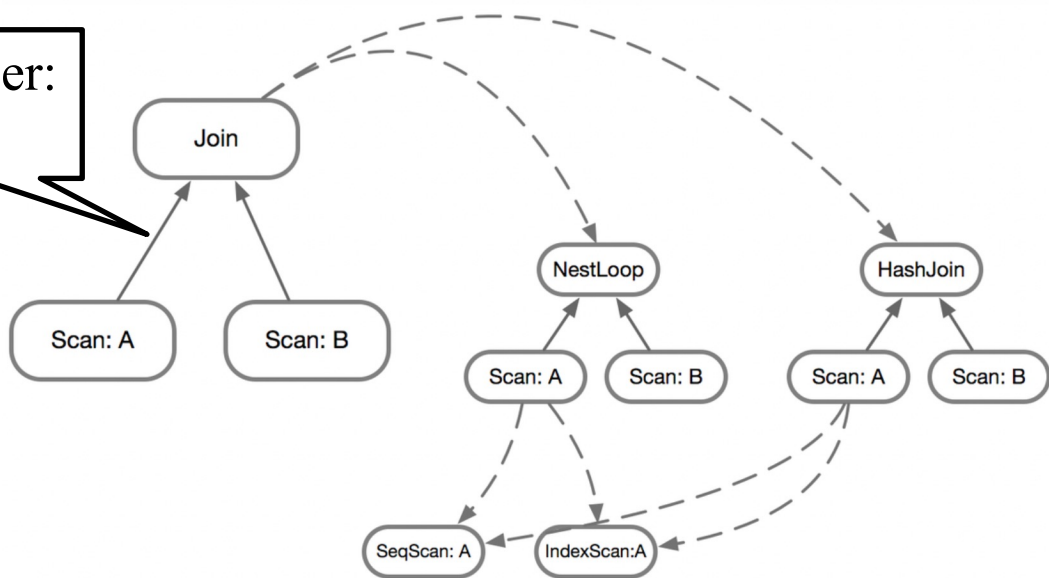 er:
Join
Scan: A
Scan: B
NestLoop
HashJoin
Scan: A
Scan: B
Scan: A
Scan: B
SeqScan: A
IndexScan:A